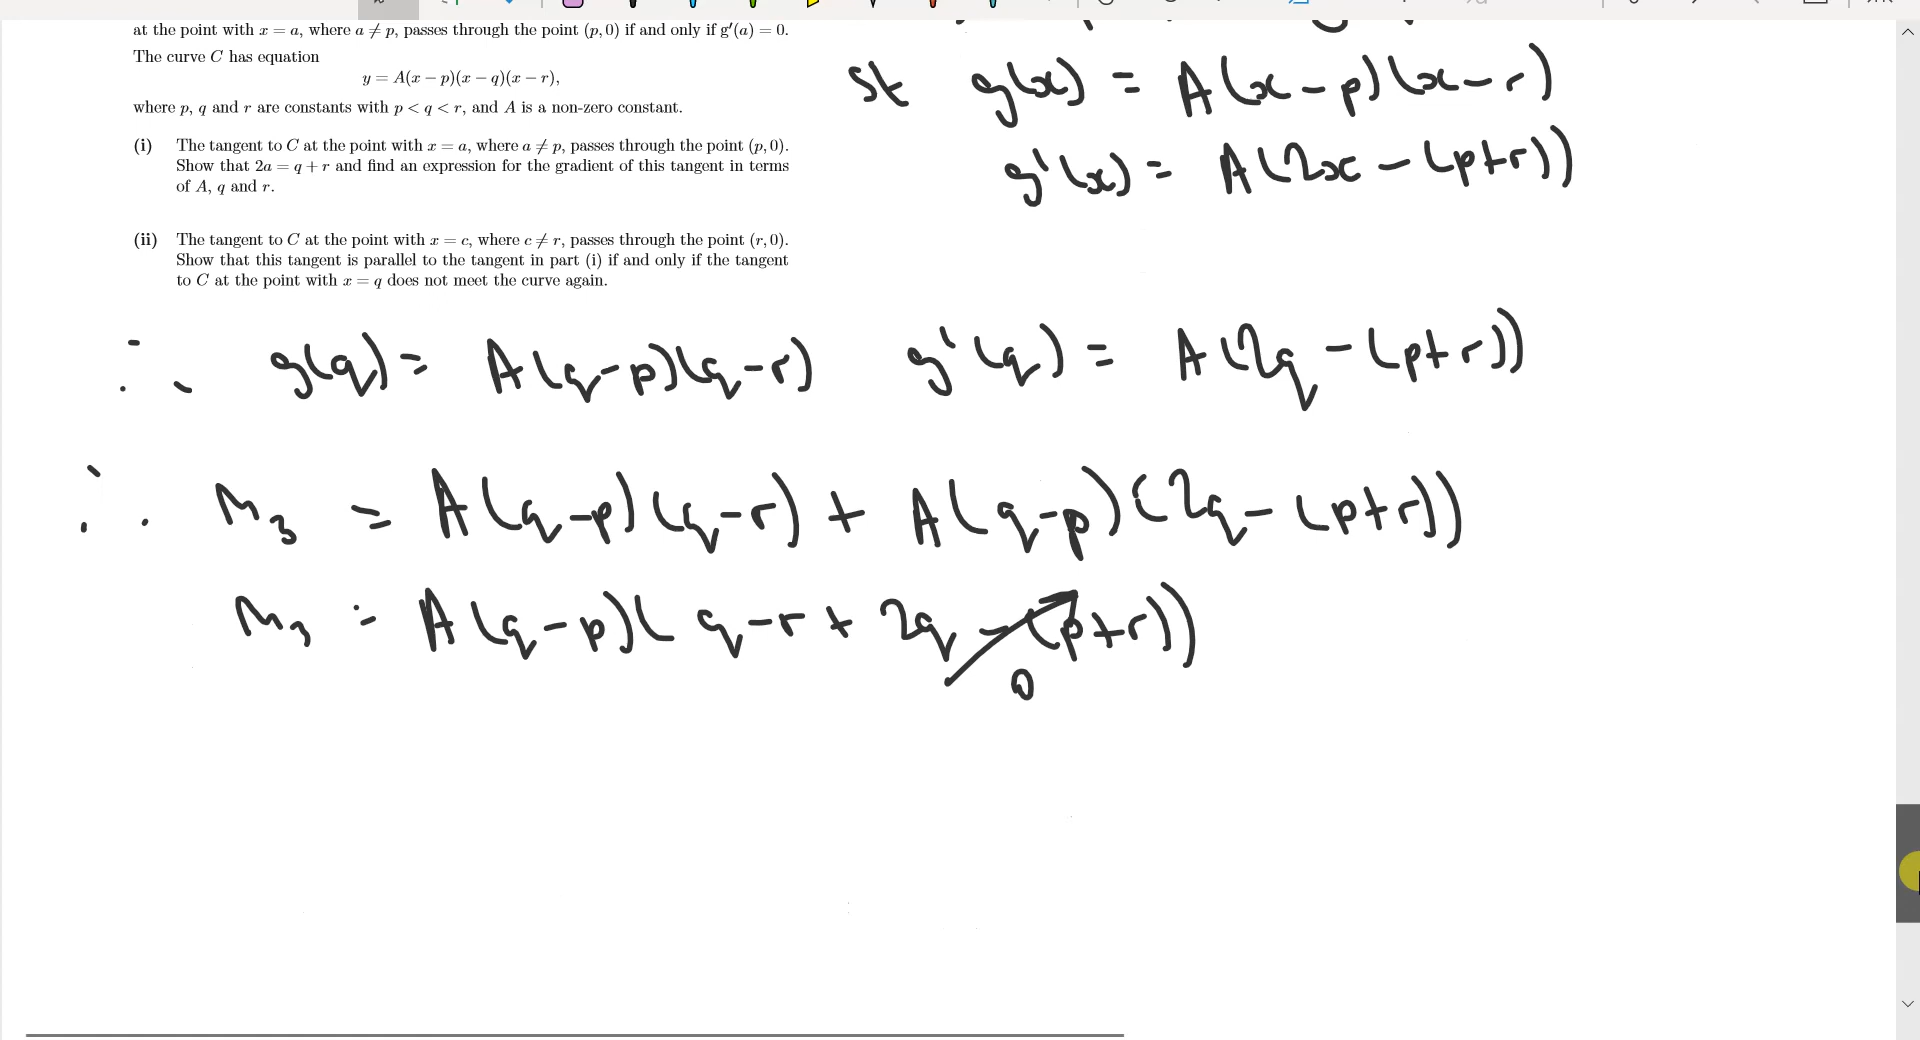 at the point with x = a, where a ≠ p, passes through the point (p, 0) if and only if g′(a) = 0.
The curve C has equation
y = A(x − p)(x − q)(x − r),
where p, q and r are constants with p < q < r, and A is a non-zero constant.
(i) The tangent to C at the point with x = a, where a ≠ p, passes through the point (p, 0).
Show that 2a = q + r and find an expression for the gradient of this tangent in terms
of A, q and r.
(ii) The tangent to C at the point with x = c, where c ≠ r, passes through the point (r, 0).
Show that this tangent is parallel to the tangent in part (i) if and only if the tangent
to C at the point with x = q does not meet the curve again.
St g(x) = A(x-p)(x-r)
g'(x) = A(2x - (p+r))
∴ g(q) = A(q-p)(q-r) g'(q) = A(2q - (p+r))
∴ M3 = A(q-p)(q-r) + A(q-p)(2q - (p+r))
M3 = A(q-p)(q-r + 2q - (p+r))
0